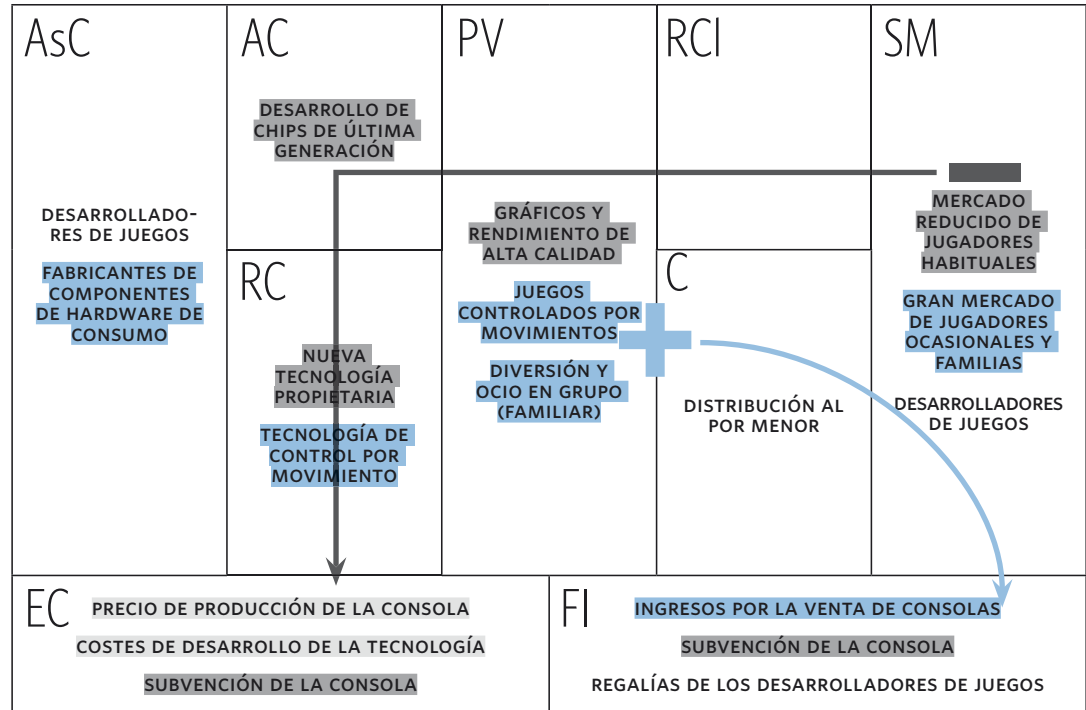 AsC
DESARROLLADO-
RES DE JUEGOS
FABRICANTES DE
COMPONENTES
DE HARDWARE DE
CONSUMO
AC
DESARROLLO DE
CHIPS DE ÚLTIMA
GENERACIÓN
RC
NUEVA
TECNOLOGÍA
PROPIETARIA
TECNOLOGÍA DE
CONTROL POR
MOVIMIENTO
PV
GRÁFICOS Y
RENDIMIENTO DE
ALTA CALIDAD
JUEGOS
CONTROLADOS POR
MOVIMIENTOS
DIVERSIÓN Y
OCIO EN GRUPO
(FAMILIAR)
RCl
C
DISTRIBUCIÓN AL
POR MENOR
SM
MERCADO
REDUCIDO DE
JUGADORES
HABITUALES
GRAN MERCADO
DE JUGADORES
OCASIONALES Y
FAMILIAS
DESARROLLADORES
DE JUEGOS
EC
PRECIO DE PRODUCCIÓN DE LA CONSOLA
COSTES DE DESARROLLO DE LA TECNOLOGÍA
SUBVENCIÓN DE LA CONSOLA
FI
INGRESOS POR LA VENTA DE CONSOLAS
SUBVENCIÓN DE LA CONSOLA
REGALÍAS DE LOS DESARROLLADORES DE JUEGOS